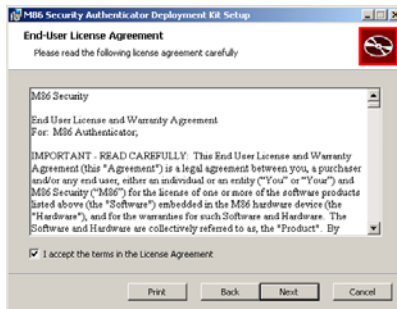 M86 Security Authenticator Deployment Kit Setup
End-User License Agreement
Please read the following license agreement carefully
M86 Security
End User License and Warranty Agreement
For: M86 Authenticator;
IMPORTANT - READ CAREFULLY: This End User License and Warranty
Agreement (this "Agreement") is a legal agreement between you, a purchaser
and/or any end user, either an individual or an entity ("You" or "Your") and
M86 Security ("M86") for the license of one or more of the software products
listed above (the "Software") embedded in the M86 hardware device (the
"Hardware"), and for the warranties for such Software and Hardware. The
Software and Hardware are collectively referred to as, the "Product". By
I accept the terms in the License Agreement
Print Back Next Cancel